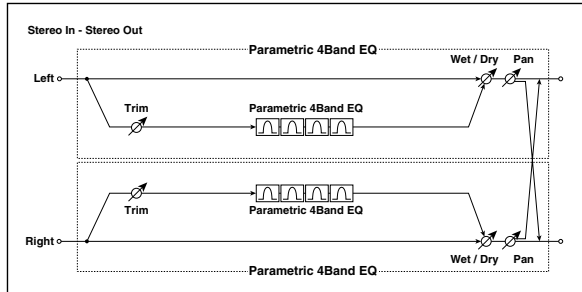 Stereo In - Stereo Out
Parametric 4Band EQ
Wet / Dry
Pan
Left
Trim
Parametric 4Band EQ
Trim
Parametric 4Band EQ
Right
Wet / Dry
Pan
Parametric 4Band EQ